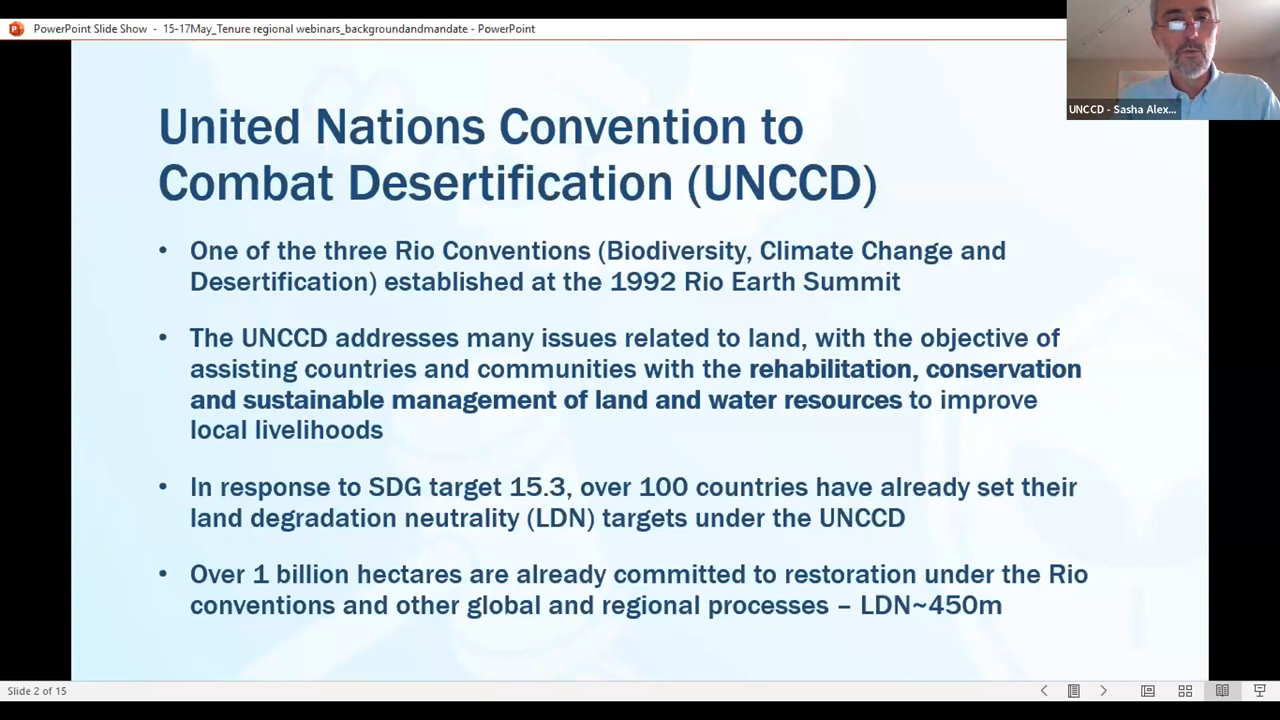 PowerPoint Slide Show - 15-17May_Tenure regional webinars_backgroundandmandate - PowerPoint
UNCCD - Sasha Alex...
United Nations Convention to
Combat Desertification (UNCCD)
• One of the three Rio Conventions (Biodiversity, Climate Change and
Desertification) established at the 1992 Rio Earth Summit
• The UNCCD addresses many issues related to land, with the objective of
assisting countries and communities with the rehabilitation, conservation
and sustainable management of land and water resources to improve
local livelihoods
• In response to SDG target 15.3, over 100 countries have already set their
land degradation neutrality (LDN) targets under the UNCCD
• Over 1 billion hectares are already committed to restoration under the Rio
conventions and other global and regional processes – LDN~450m
Slide 2 of 15